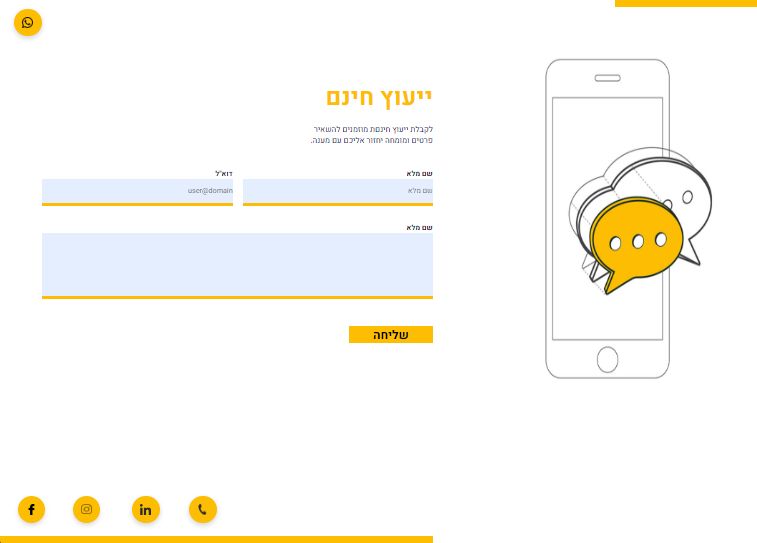 ייעוץ חינם
לקבלת ייעוץ חינםת מוזמנים להשאיר
פרטים ומומחה יחזור אליכם עם מענה.
שם מלא
דוא"ל
שם מלא
user@domain
שם מלא
שליחה